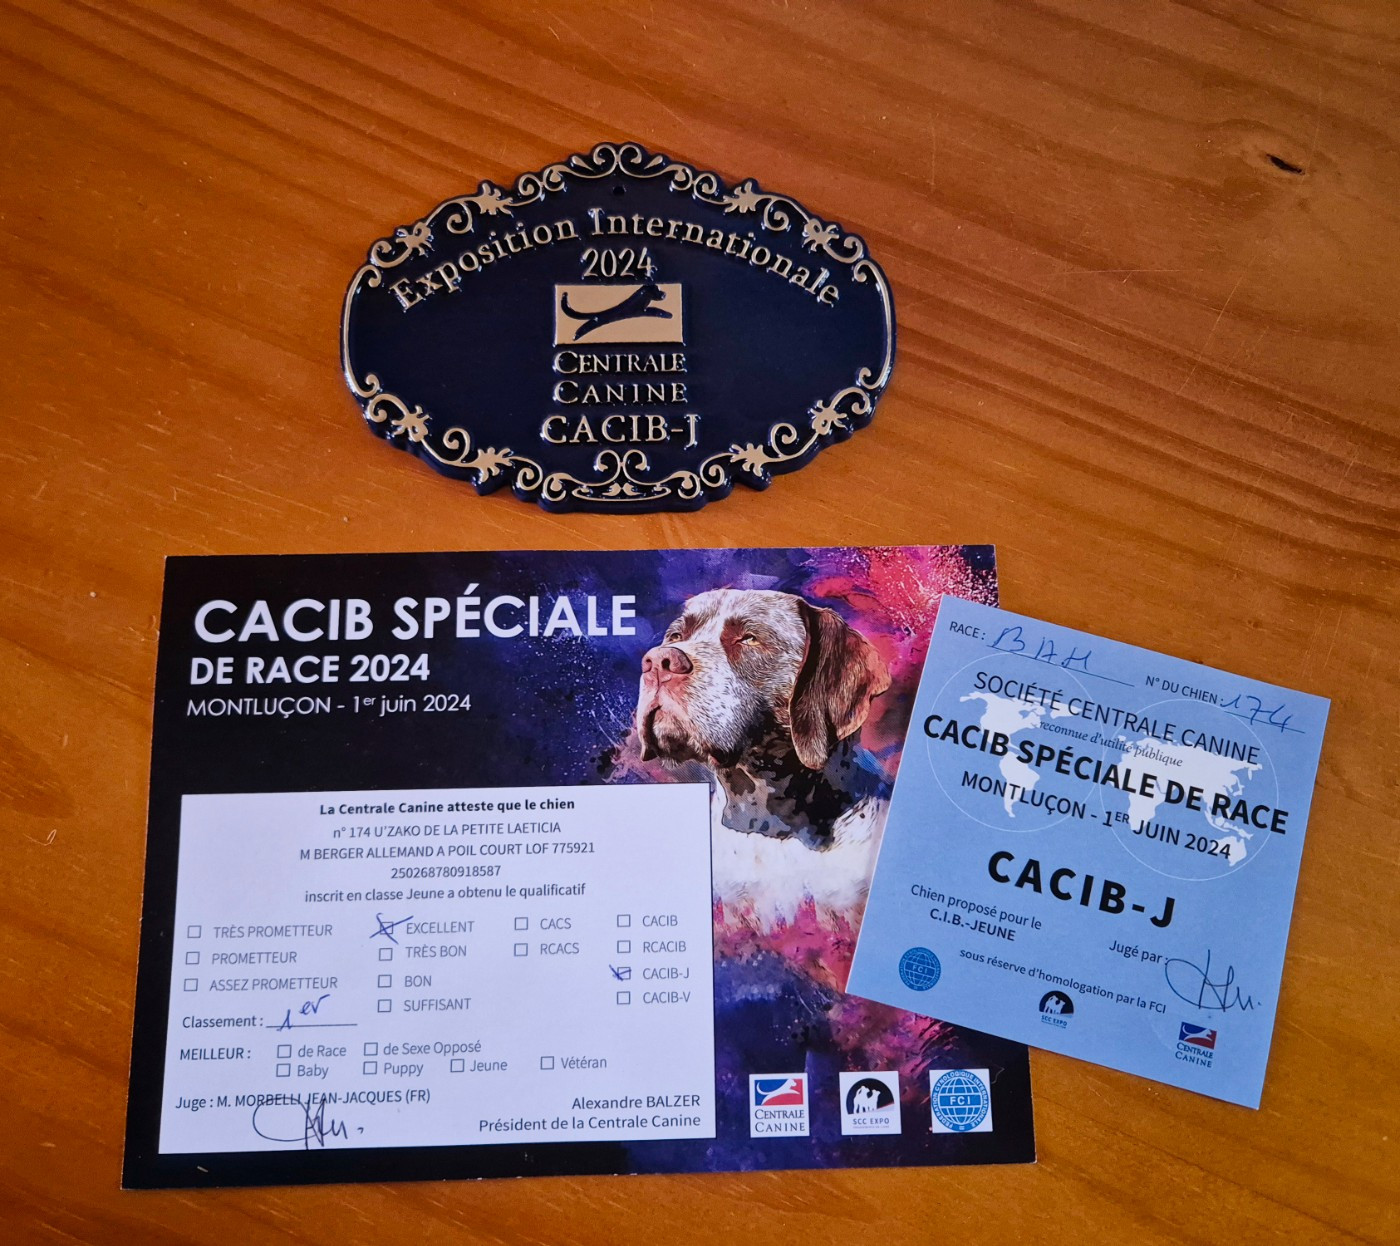 Exposition Internationale
2024
CENTRALE
CANINE
CACIB-J
CACIB SPÉCIALE
DE RACE 2024
MONTLUÇON - 1er juin 2024
La Centrale Canine atteste que le chien
n° 174 U'ZAKO DE LA PETITE LAETICIA
M BERGER ALLEMAND A POIL COURT LOF 775921
250268780918587
inscrit en classe Jeune a obtenu le qualificatif
TRÈS PROMETTEUR EXCELLENT CACS CACIB
PROMETTEUR TRÈS BON RCACS RCACIB
ASSEZ PROMETTEUR BON CACIB-J
SUFFISANT CACIB-V
Classement : 1er
MEILLEUR : de Race de Sexe Opposé
Baby Puppy Jeune Vétéran
Juge : M. MORBELLI JEAN-JACQUES (FR)
Alexandre BALZER
Président de la Centrale Canine
CENTRALE
CANINE
SCC EXPO
FCI
RACE : BAH
N° DU CHIEN : 174
SOCIÉTÉ CENTRALE CANINE
reconnue d'utilité publique
CACIB SPÉCIALE DE RACE
MONTLUÇON - 1ER JUIN 2024
CACIB-J
Chien proposé pour le
C.I.B.-JEUNE
Jugé par :
sous réserve d'homologation par la FCI
FCI
SCC EXPO
CENTRALE
CANINE